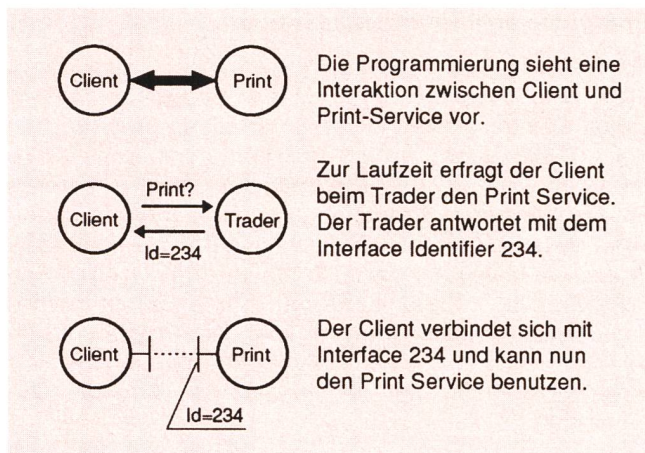 Client
Print
Die Programmierung sieht eine
Interaktion zwischen Client und
Print-Service vor.
Client
Print?
Id=234
Trader
Zur Laufzeit erfragt der Client
beim Trader den Print Service.
Der Trader antwortet mit dem
Interface Identifier 234.
Client
Print
Id=234
Der Client verbindet sich mit
Interface 234 und kann nun
den Print Service benutzen.